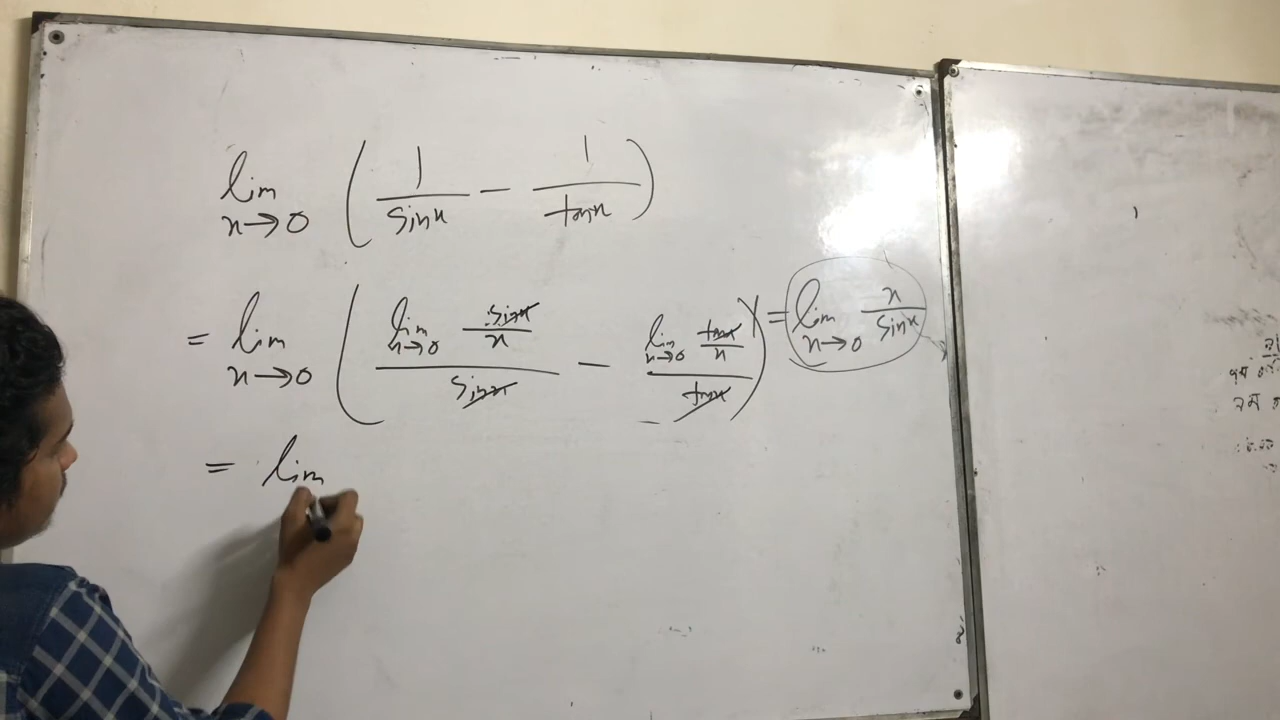 lim x→0 ( 1/sinx − 1/tanx )
= lim x→0 ( (lim x→0 sinx/x)/sinx − (lim x→0 tanx/x)/tanx ) = lim x→0 x/sinx
= lim